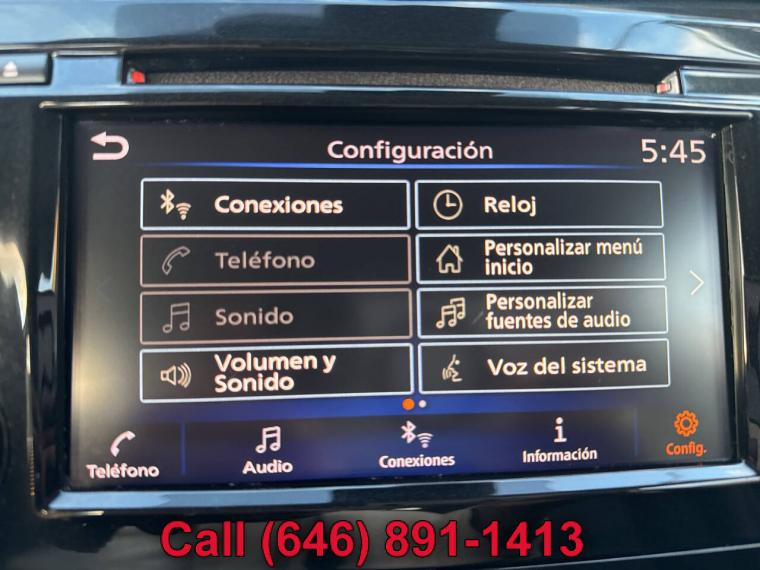 Configuración
5:45
Conexiones
Reloj
Teléfono
Personalizar menú
inicio
Sonido
Personalizar
fuentes de audio
Volumen y
Sonido
Voz del sistema
Teléfono
Audio
Conexiones
Información
Config.
Call (646) 891-1413